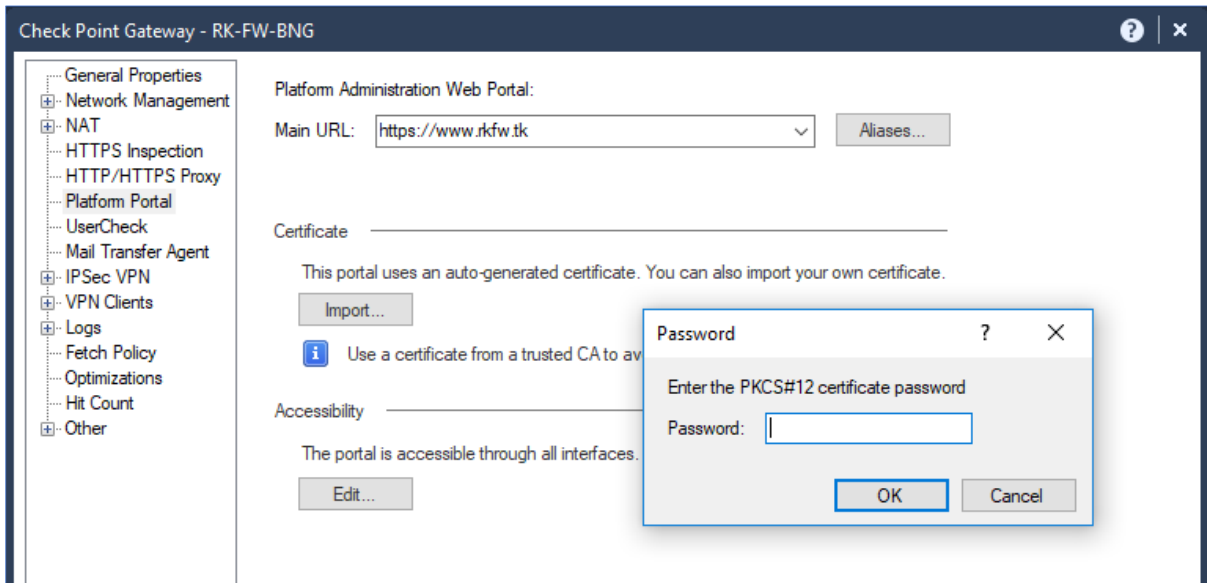 Check Point Gateway - RK-FW-BNG
General Properties
Network Management
NAT
HTTPS Inspection
HTTP/HTTPS Proxy
Platform Portal
UserCheck
Mail Transfer Agent
IPSec VPN
VPN Clients
Logs
Fetch Policy
Optimizations
Hit Count
Other
Platform Administration Web Portal:
Main URL: https://www.rkfw.tk Aliases...
Certificate
This portal uses an auto-generated certificate. You can also import your own certificate.
Import...
Use a certificate from a trusted CA to av
Accessibility
The portal is accessible through all interfaces.
Edit...
Password ?
Enter the PKCS#12 certificate password
Password:
OK Cancel